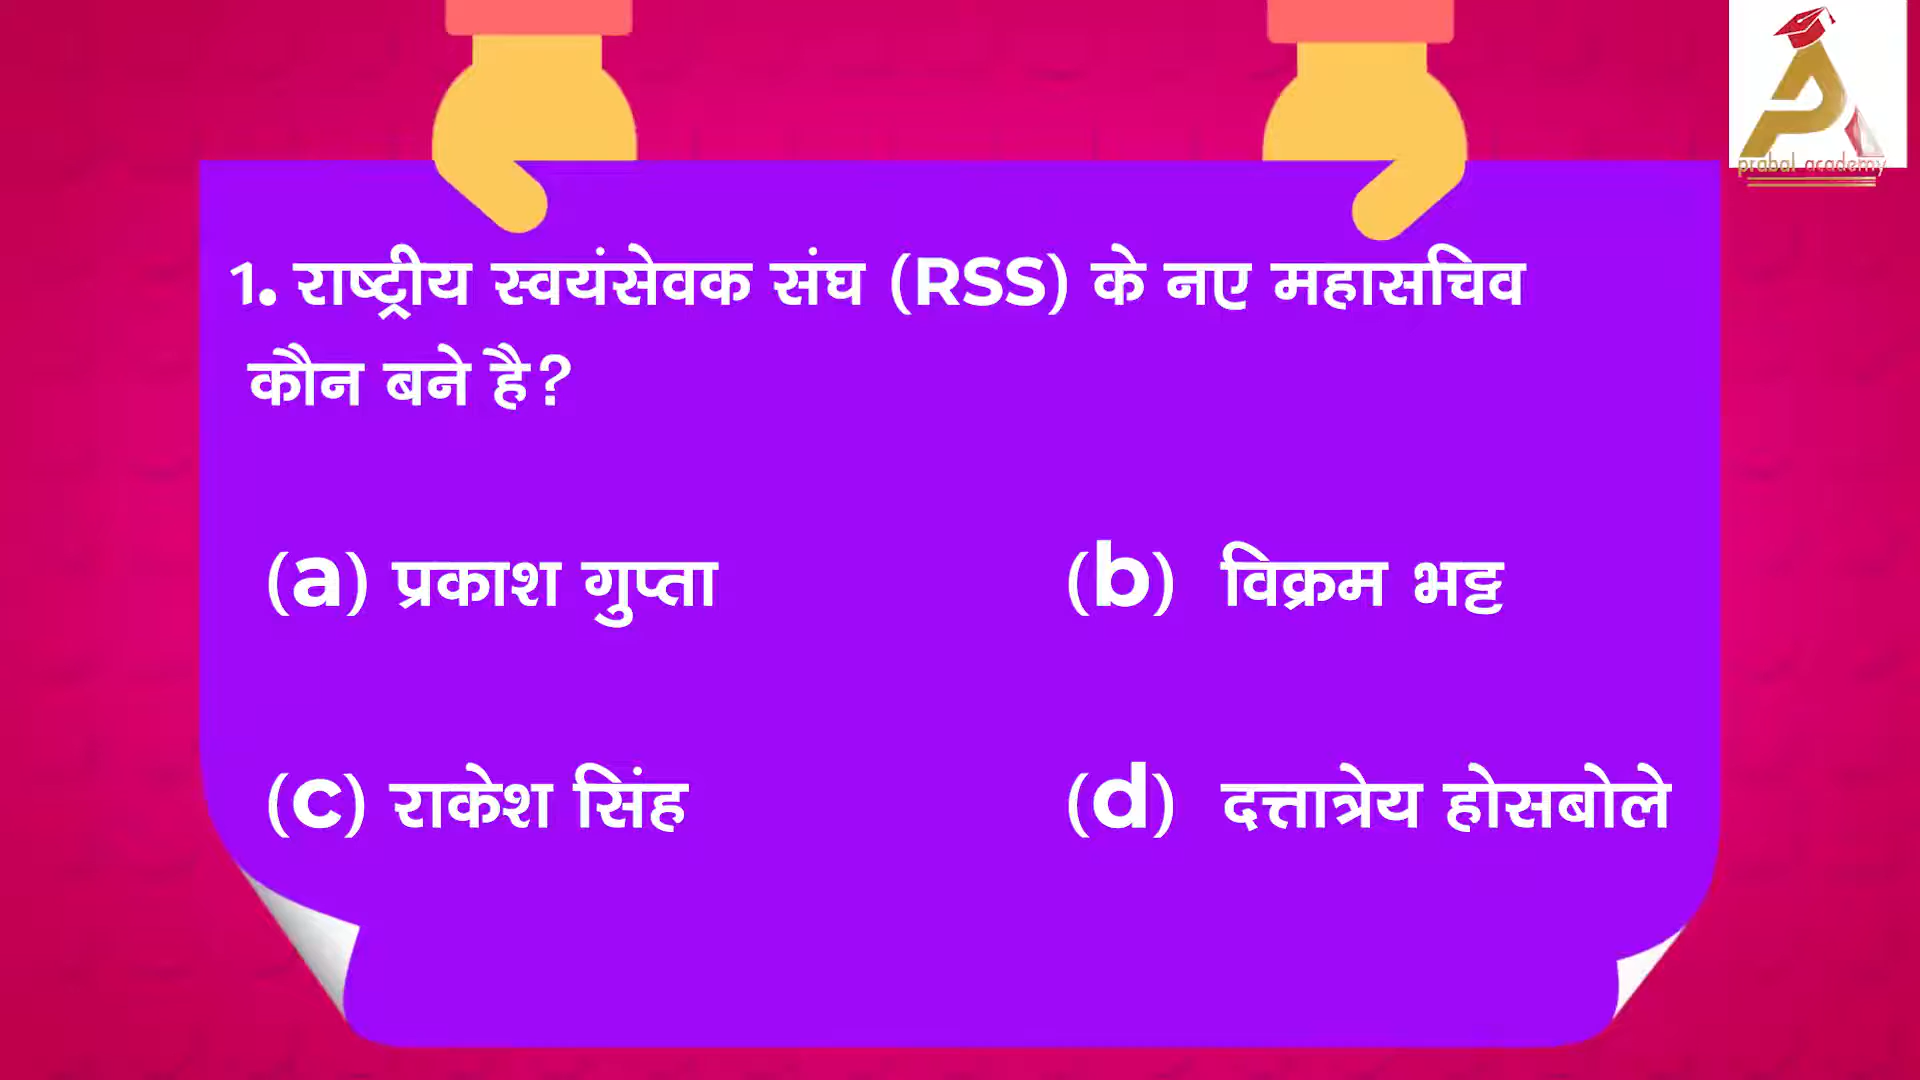 prabal academy
1. राष्ट्रीय स्वयंसेवक संघ (RSS) के नए महासचिव
कौन बने है?
(a) प्रकाश गुप्ता
(b) विक्रम भट्ट
(c) राकेश सिंह
(d) दत्तात्रेय होसबोले